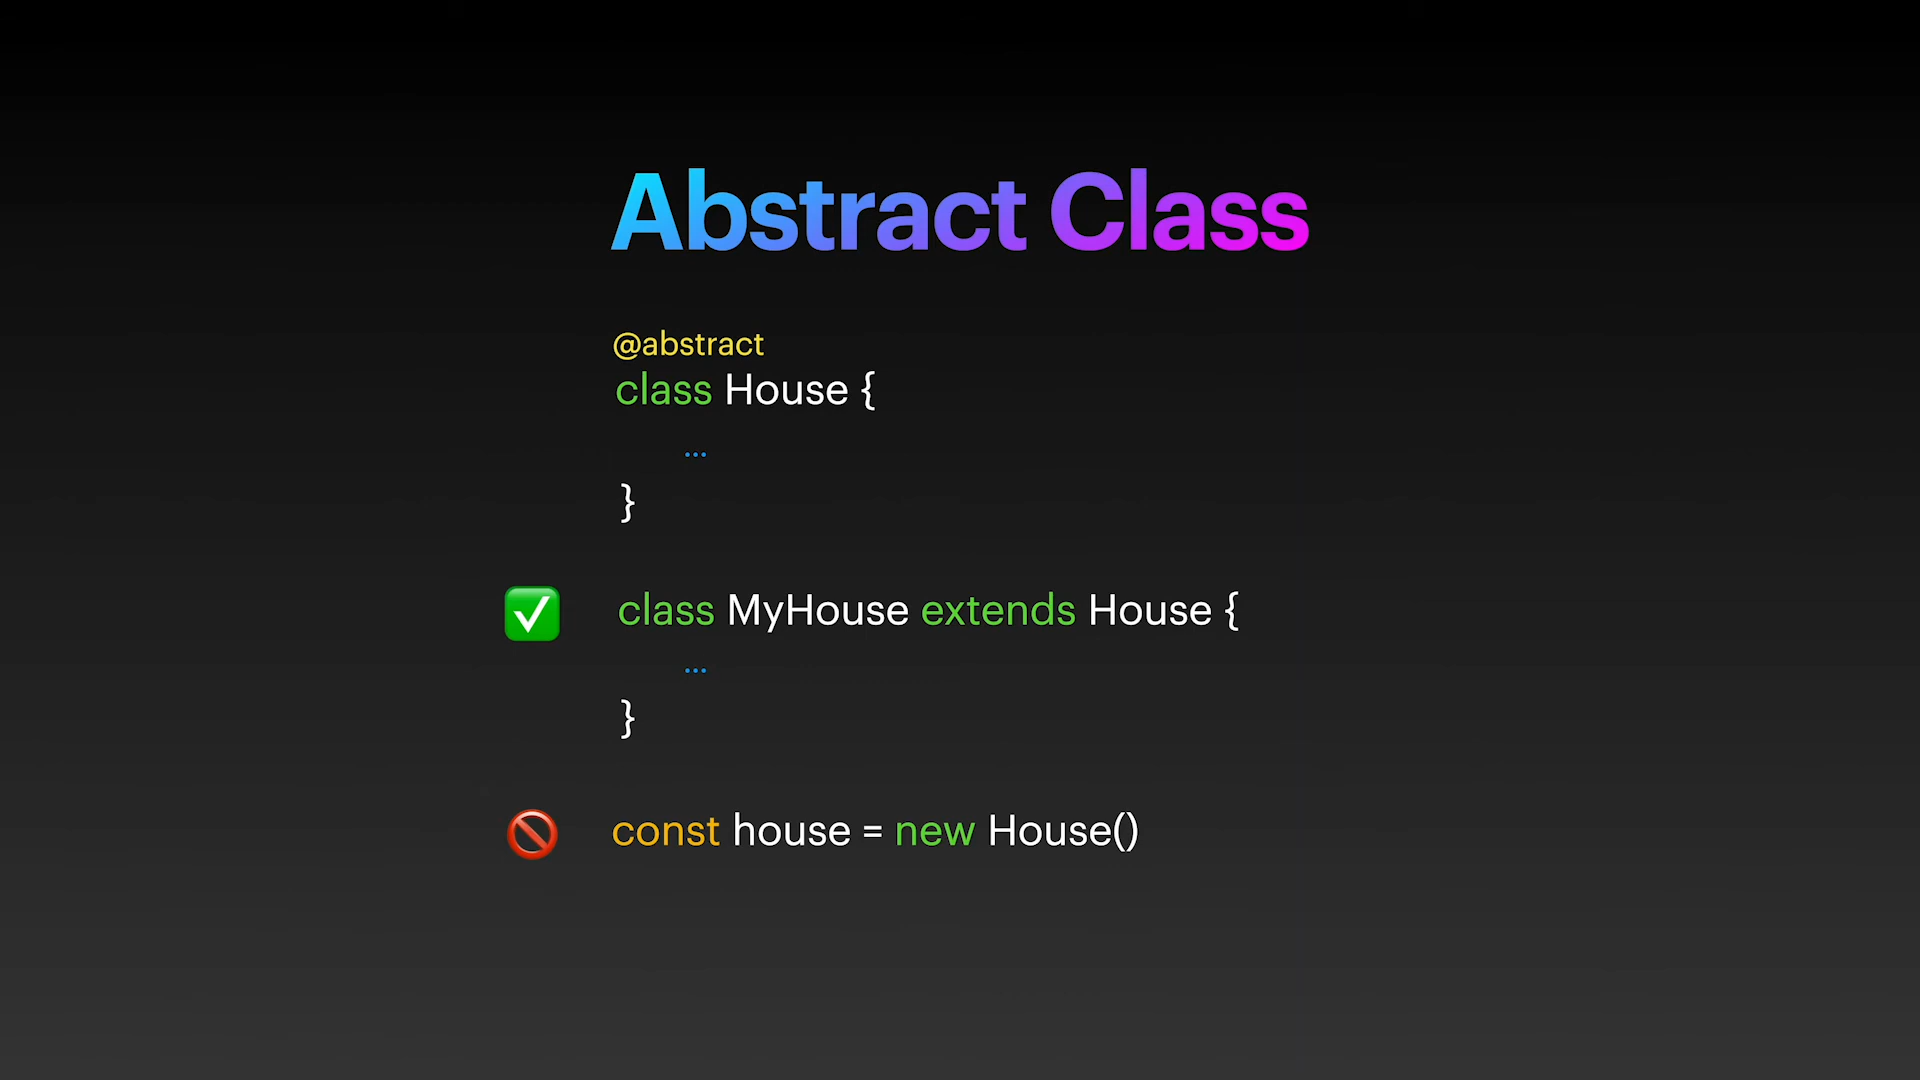 Abstract Class
@abstract
class House {
...
}
✅ class MyHouse extends House {
...
}
🚫 const house = new House()